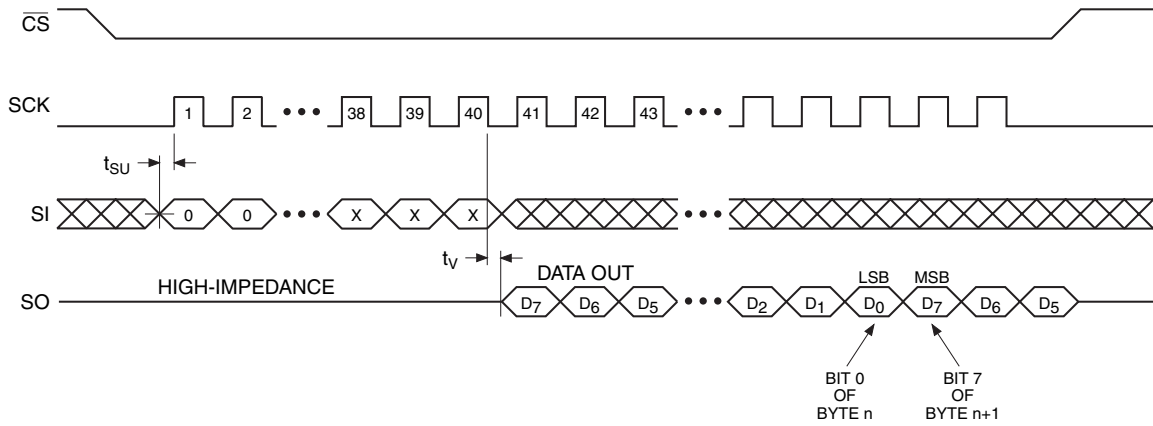 CS
SCK
1 2 38 39 40 41 42 43
tSU
SI
0 0 X X X
tV
DATA OUT
HIGH-IMPEDANCE
LSB MSB
SO
D7 D6 D5 D2 D1 D0 D7 D6 D5
BIT 0
OF
BYTE n
BIT 7
OF
BYTE n+1